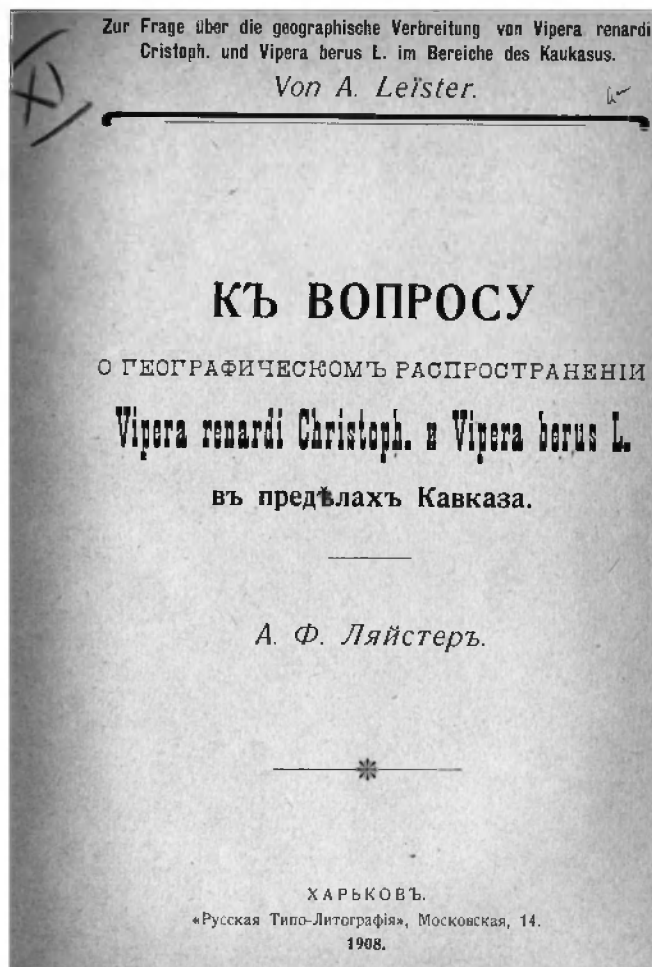 Zur Frage über die geographische Verbreitung von Vipera renardi
Cristoph. und Vipera berus L. im Bereiche des Kaukasus.
Von A. Leïster.
КЪ ВОПРОСУ
О ГЕОГРАФИЧЕСКОМЪ РАСПРОСТРАНЕНІИ
Vipera renardi Christoph. и Vipera berus L.
въ предѣлахъ Кавказа.
А. Ф. Ляйстеръ.
ХАРЬКОВЪ.
«Русская Типо-Литографія», Московская, 14.
1908.